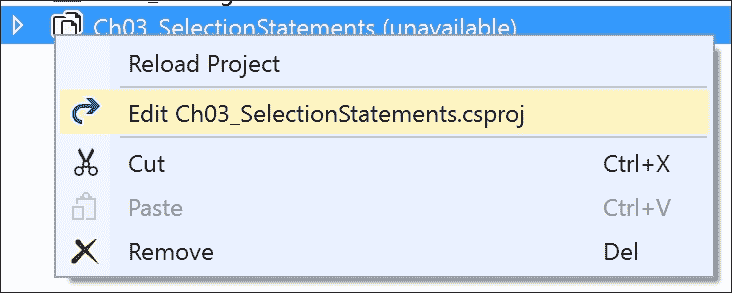 Ch03_SelectionStatements (unavailable)
Reload Project
Edit Ch03_SelectionStatements.csproj
Cut Ctrl+X
Paste Ctrl+V
Remove Del